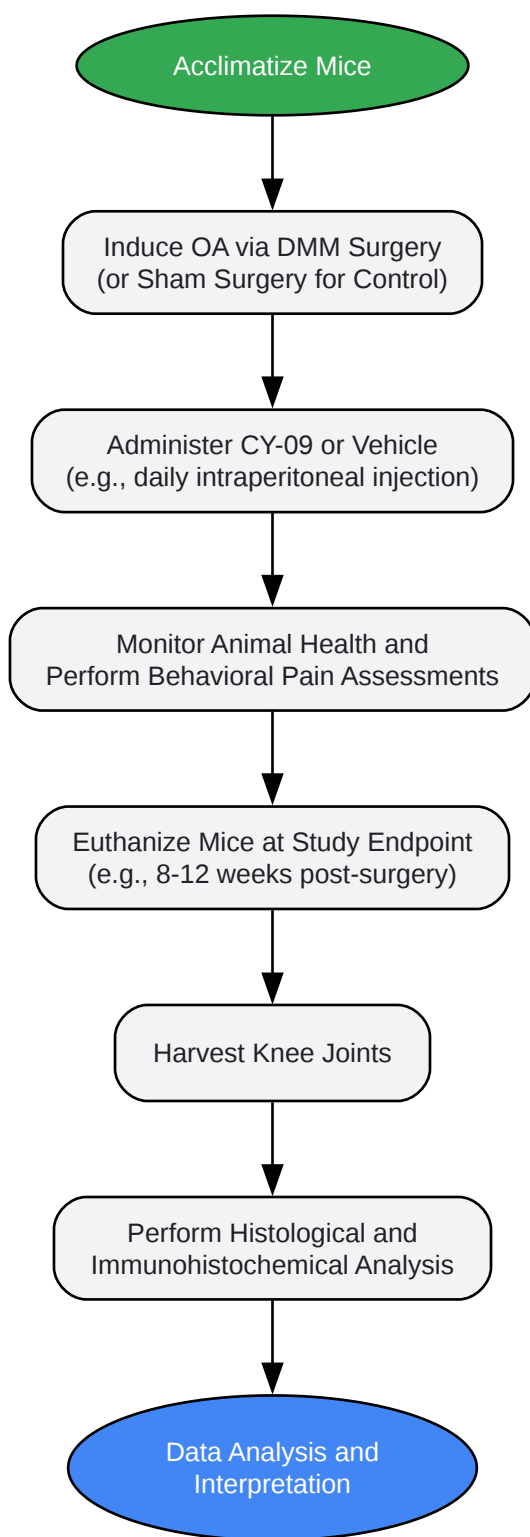 Acclimatize Mice
Induce OA via DMM Surgery
(or Sham Surgery for Control)
Administer CY-09 or Vehicle
(e.g., daily intraperitoneal injection)
Monitor Animal Health and
Perform Behavioral Pain Assessments
Euthanize Mice at Study Endpoint
(e.g., 8-12 weeks post-surgery)
Harvest Knee Joints
Perform Histological and
Immunohistochemical Analysis
Data Analysis and
Interpretation